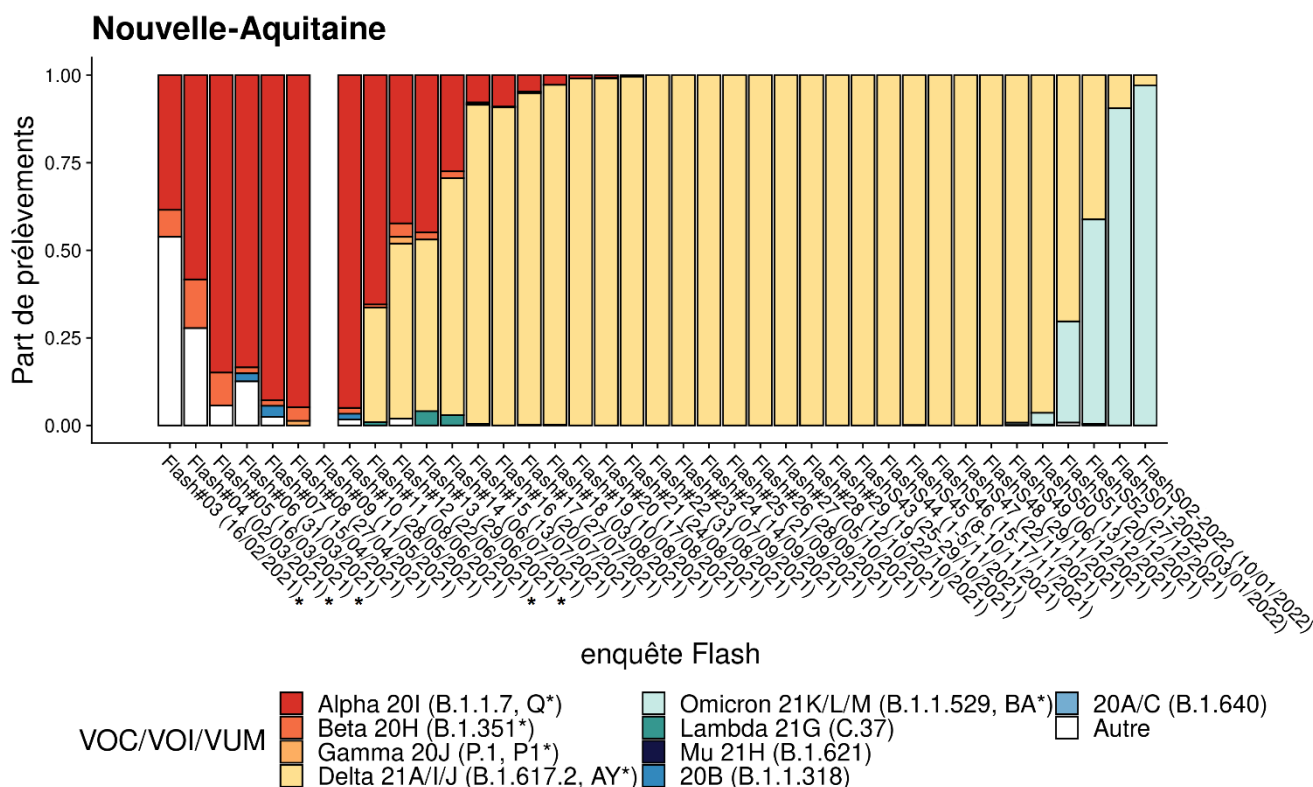 Nouvelle-Aquitaine
Part de prélèvements
1.00
0.75
0.50
0.25
0.00
Flash#03 (16/02/2021)
Flash#04 (02/03/2021)
Flash#05 (16/03/2021)
Flash#06 (31/03/2021)
Flash#07 (15/04/2021)
Flash#08 (27/04/2021)
Flash#09 (11/05/2021)
Flash#10 (28/05/2021)
Flash#11 (08/06/2021)
Flash#12 (22/06/2021)
Flash#13 (29/06/2021)
Flash#14 (06/07/2021)
Flash#15 (13/07/2021)
Flash#16 (20/07/2021)
Flash#17 (27/07/2021)
Flash#18 (03/08/2021)
Flash#19 (10/08/2021)
Flash#20 (17/08/2021)
Flash#21 (24/08/2021)
Flash#22 (31/08/2021)
Flash#23 (07/09/2021)
Flash#24 (14/09/2021)
Flash#25 (21/09/2021)
Flash#26 (28/09/2021)
Flash#27 (05/10/2021)
Flash#28 (12/10/2021)
Flash#29 (19,22/10/2021)
FlashS43 (25-29/10/2021)
FlashS44 (1-5/11/2021)
FlashS45 (8-10/11/2021)
FlashS46 (15-17/11/2021)
FlashS47 (22/11/2021)
FlashS48 (29/11/2021)
FlashS49 (06/12/2021)
FlashS50 (13/12/2021)
FlashS51 (20/12/2021)
FlashS52 (27/12/2021)
FlashS01-2022 (03/01/2022)
FlashS02-2022 (10/01/2022)
* * * * *
enquête Flash
VOC/VOI/VUM
Alpha 20I (B.1.1.7, Q*)
Beta 20H (B.1.351*)
Gamma 20J (P.1, P1*)
Delta 21A/I/J (B.1.617.2, AY*)
Omicron 21K/L/M (B.1.1.529, BA*)
Lambda 21G (C.37)
Mu 21H (B.1.621)
20B (B.1.1.318)
20A/C (B.1.640)
Autre